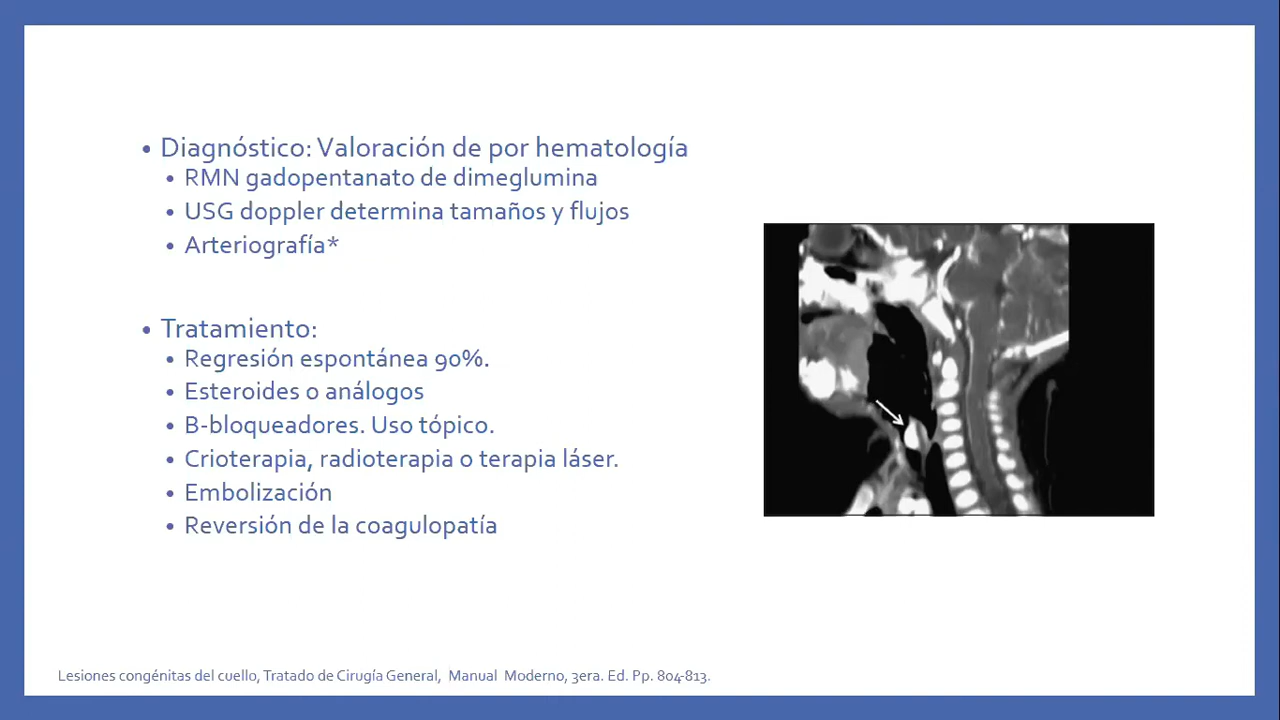 • Diagnóstico: Valoración de por hematología
• RMN gadopentanato de dimeglumina
• USG doppler determina tamaños y flujos
• Arteriografía*
• Tratamiento:
• Regresión espontánea 90%.
• Esteroides o análogos
• B-bloqueadores. Uso tópico.
• Crioterapia, radioterapia o terapia láser.
• Embolización
• Reversión de la coagulopatía
Lesiones congénitas del cuello, Tratado de Cirugía General, Manual Moderno, 3era. Ed. Pp. 804-813.